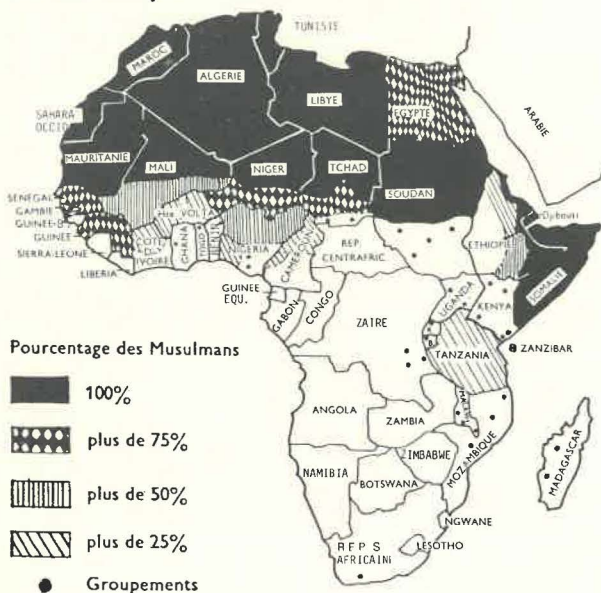 TUNISIE
MAROC
ALGERIE
LIBYE
EGYPTE
ARABIE
SAHARA
OCCID
MAURITANIE
MALI
NIGER
TCHAD
SOUDAN
SENEGAL
GAMBIE
GUINEE-B
GUINEE
SIERRA-LEONE
LIBERIA
Hte VOLTA
COTE
D
IVOIRE
GHANA
TOGO
BENIN
NIGERIA
CAMEROUN
REP.
CENTRAFRIC.
Djibouti
ETHIOPIE
SOMALIE
GUINEE
EQU.
GABON
CONGO
ZAIRE
UGANDA
KENYA
R
B
TANZANIA
ZANZIBAR
Pourcentage des Musulmans
100%
plus de 75%
plus de 50%
plus de 25%
Groupements
ANGOLA
ZAMBIA
MALAWI
MOZAMBIQUE
ZIMBABWE
MADAGASCAR
NAMIBIA
BOTSWANA
NGWANE
LESOTHO
REP S
AFRICAINE